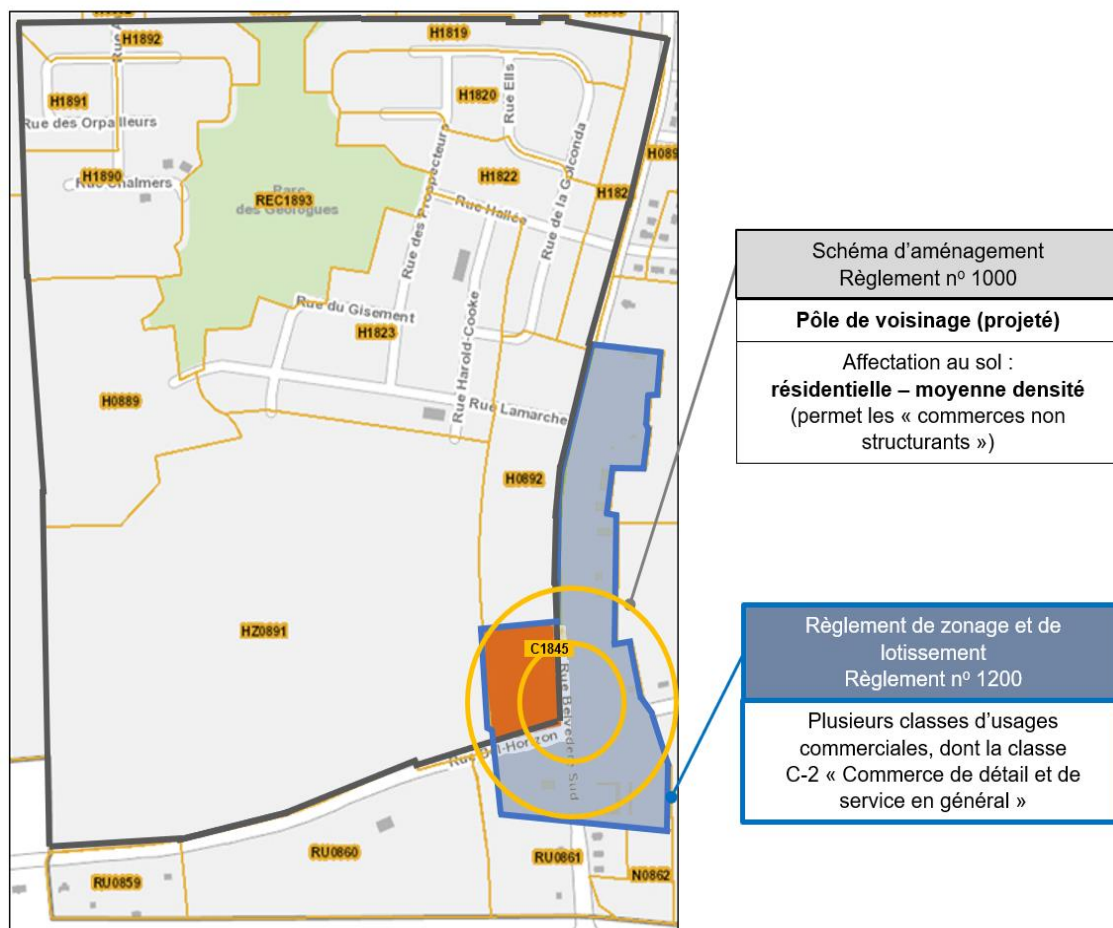 H1892
H1819
H1891
H1820
Rue Ells
Rue des Orpailleurs
H1890
Rue Chalmers
REC1893
Parc
des Géologues
H1822
Rue Hallée
Rue de la Golconda
Rue des Prospecteurs
Rue du Gisement
H1823
Rue Harold-Cooke
Rue Lamarche
H0889
H0892
HZ0891
C1845
Rue Belvédère Sud
Rue Bel-Horizon
RU0860
RU0859
RU0861
N0862
Schéma d’aménagement
Règlement nº 1000
Pôle de voisinage (projeté)
Affectation au sol :
résidentielle – moyenne densité
(permet les « commerces non
structurants »)
Règlement de zonage et de
lotissement
Règlement nº 1200
Plusieurs classes d’usages
commerciales, dont la classe
C-2 « Commerce de détail et de
service en général »